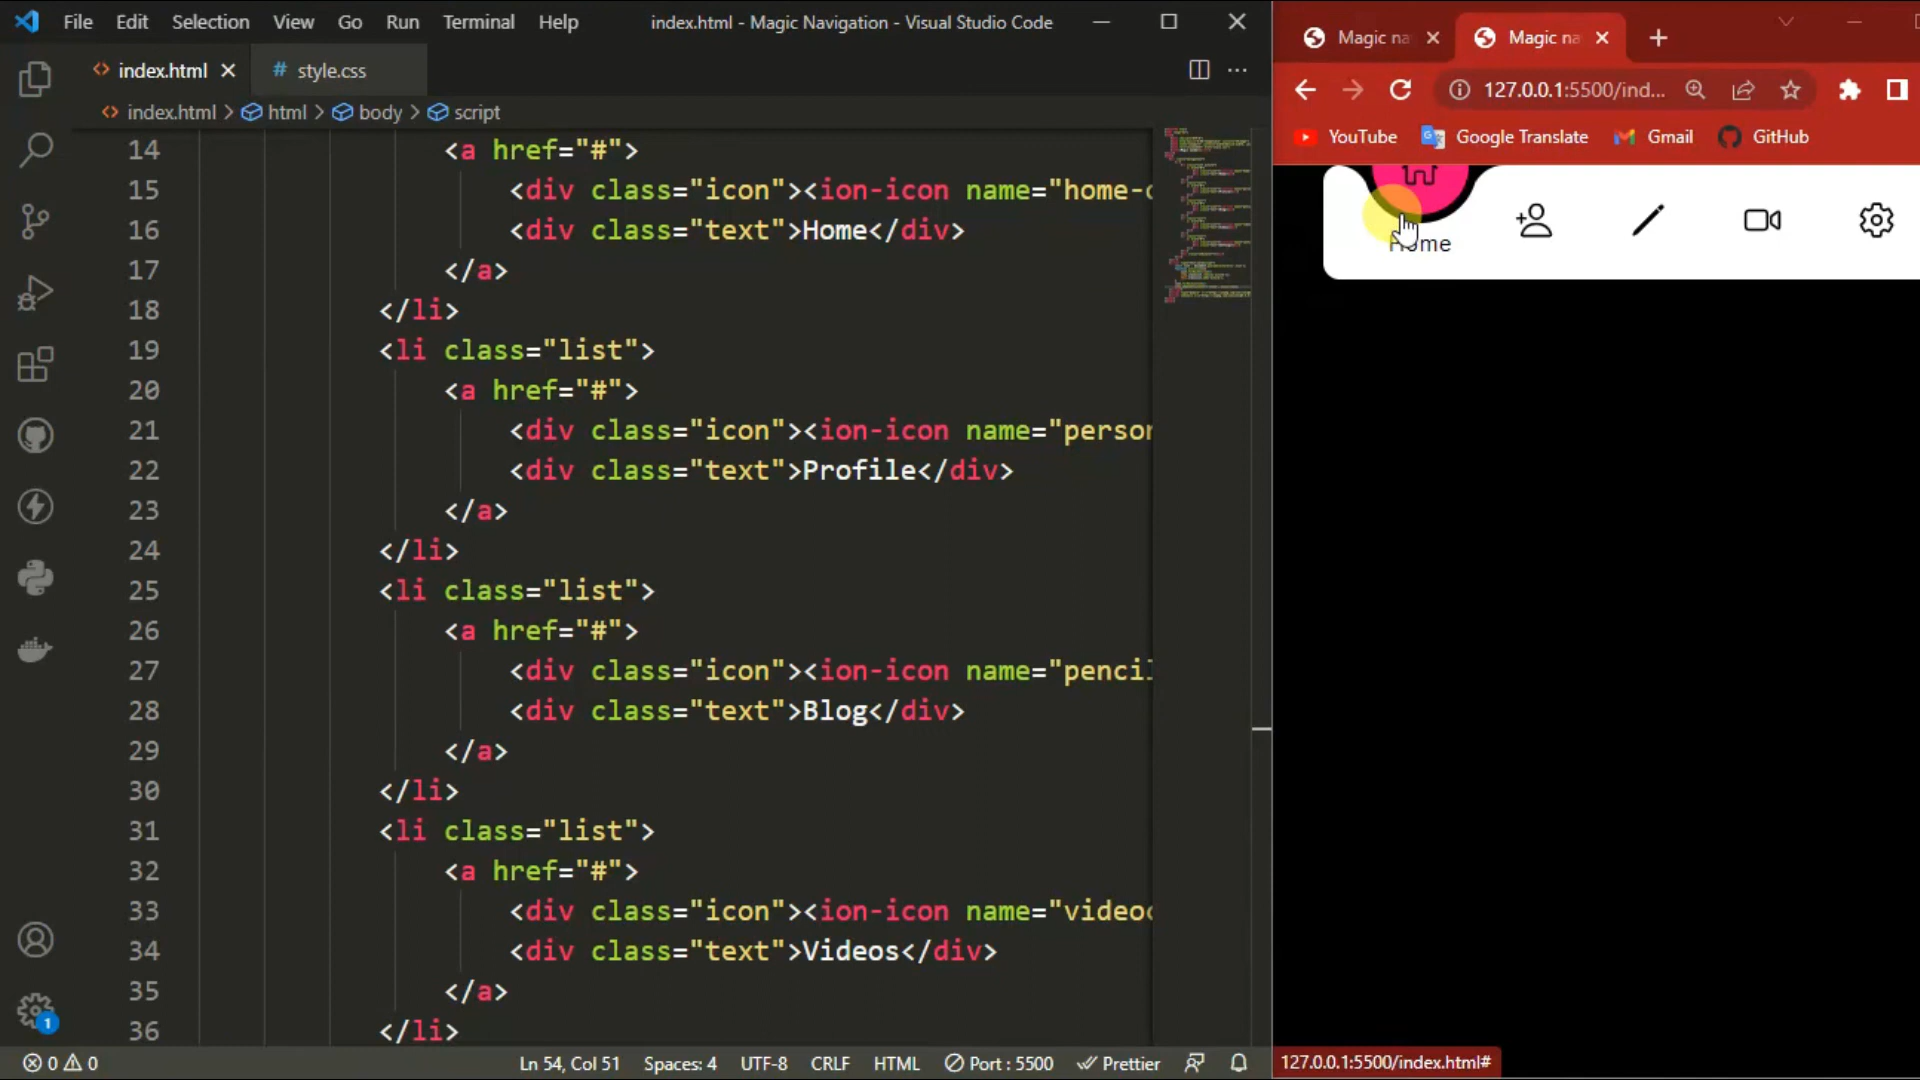 File Edit Selection View Go Run Terminal Help index.html - Magic Navigation - Visual Studio Code
index.html style.css
index.html > html > body > script
14 <a href="#">
15 <div class="icon"><ion-icon name="home-
16 <div class="text">Home</div>
17 </a>
18 </li>
19 <li class="list">
20 <a href="#">
21 <div class="icon"><ion-icon name="person
22 <div class="text">Profile</div>
23 </a>
24 </li>
25 <li class="list">
26 <a href="#">
27 <div class="icon"><ion-icon name="pencil
28 <div class="text">Blog</div>
29 </a>
30 </li>
31 <li class="list">
32 <a href="#">
33 <div class="icon"><ion-icon name="video
34 <div class="text">Videos</div>
35 </a>
36 </li>
0 0 Ln 54, Col 51 Spaces: 4 UTF-8 CRLF HTML Port : 5500 Prettier
1
Magic na Magic na
127.0.0.1:5500/ind...
YouTube Google Translate Gmail GitHub
Home
127.0.0.1:5500/index.html#